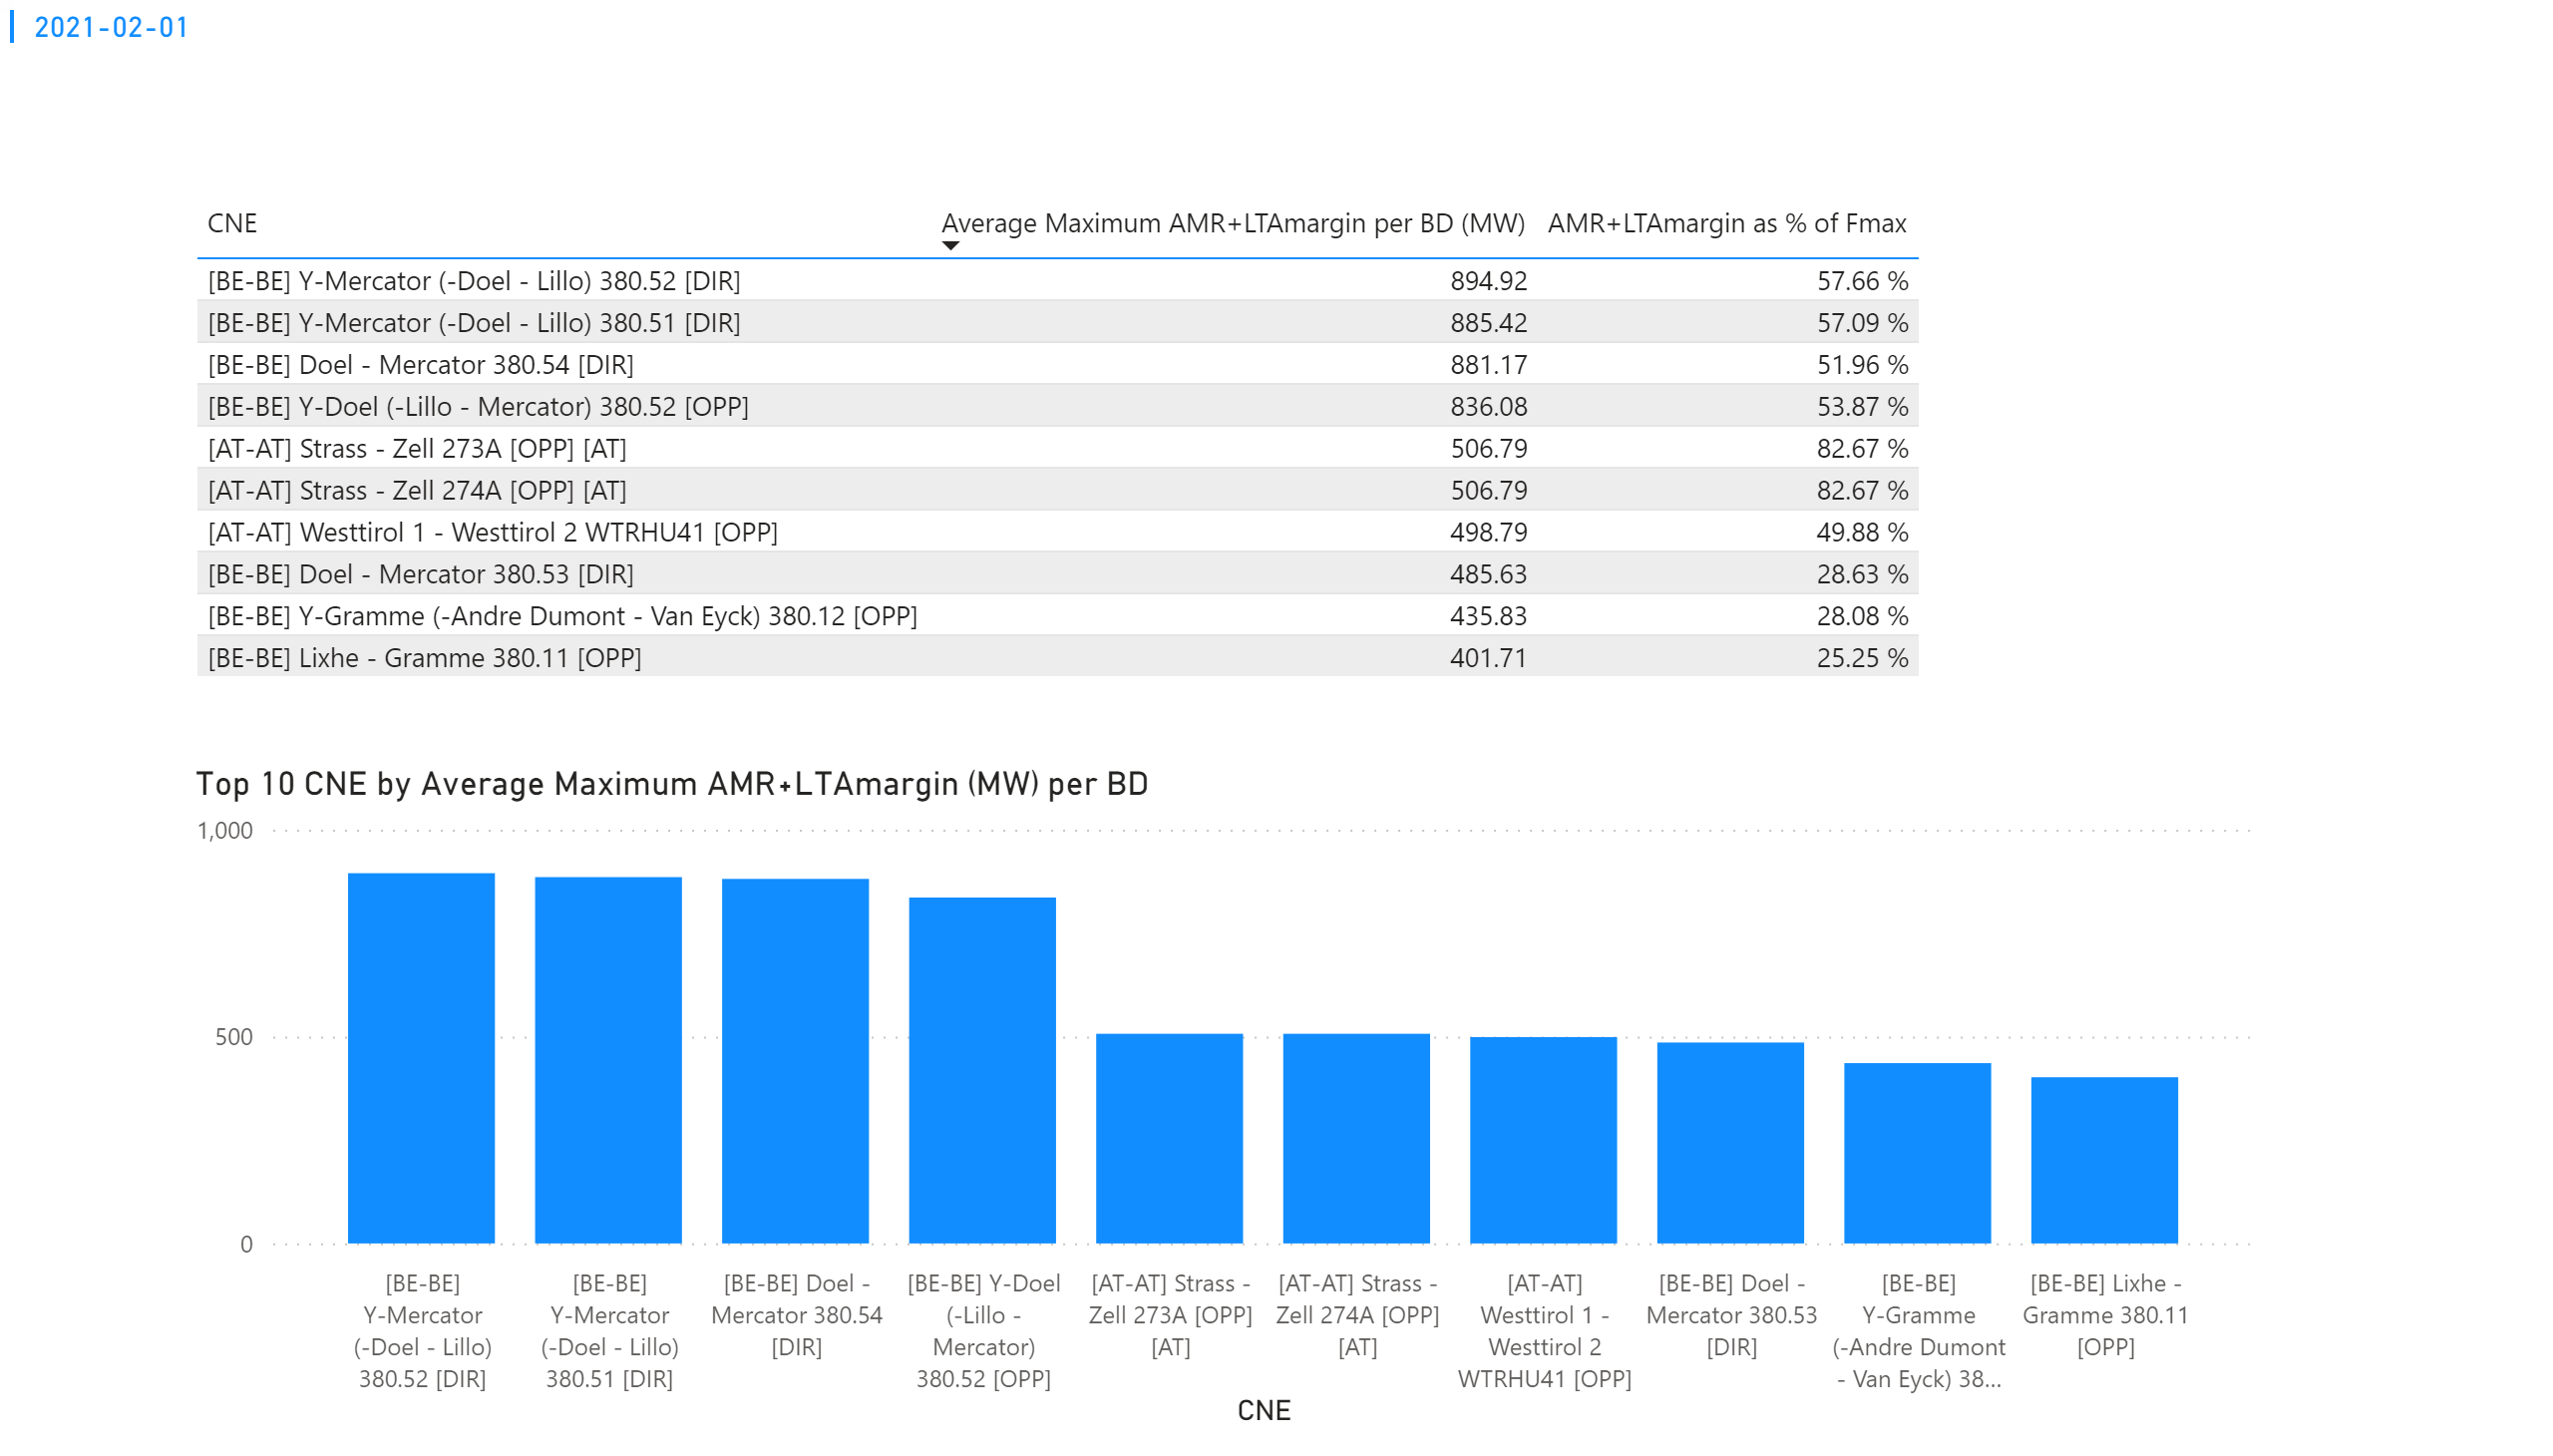 2021-02-01
CNE Average Maximum AMR+LTAmargin per BD (MW) AMR+LTAmargin as % of Fmax
[BE-BE] Y-Mercator (-Doel - Lillo) 380.52 [DIR] 894.92 57.66 %
[BE-BE] Y-Mercator (-Doel - Lillo) 380.51 [DIR] 885.42 57.09 %
[BE-BE] Doel - Mercator 380.54 [DIR] 881.17 51.96 %
[BE-BE] Y-Doel (-Lillo - Mercator) 380.52 [OPP] 836.08 53.87 %
[AT-AT] Strass - Zell 273A [OPP] [AT] 506.79 82.67 %
[AT-AT] Strass - Zell 274A [OPP] [AT] 506.79 82.67 %
[AT-AT] Westtirol 1 - Westtirol 2 WTRHU41 [OPP] 498.79 49.88 %
[BE-BE] Doel - Mercator 380.53 [DIR] 485.63 28.63 %
[BE-BE] Y-Gramme (-Andre Dumont - Van Eyck) 380.12 [OPP] 435.83 28.08 %
[BE-BE] Lixhe - Gramme 380.11 [OPP] 401.71 25.25 %
Top 10 CNE by Average Maximum AMR+LTAmargin (MW) per BD
1,000
500
0
[BE-BE]
Y-Mercator
(-Doel - Lillo)
380.52 [DIR]
[BE-BE]
Y-Mercator
(-Doel - Lillo)
380.51 [DIR]
[BE-BE] Doel -
Mercator 380.54
[DIR]
[BE-BE] Y-Doel
(-Lillo -
Mercator)
380.52 [OPP]
[AT-AT] Strass -
Zell 273A [OPP]
[AT]
[AT-AT] Strass -
Zell 274A [OPP]
[AT]
[AT-AT]
Westtirol 1 -
Westtirol 2
WTRHU41 [OPP]
[BE-BE] Doel -
Mercator 380.53
[DIR]
[BE-BE]
Y-Gramme
(-Andre Dumont
- Van Eyck) 38...
[BE-BE] Lixhe -
Gramme 380.11
[OPP]
CNE